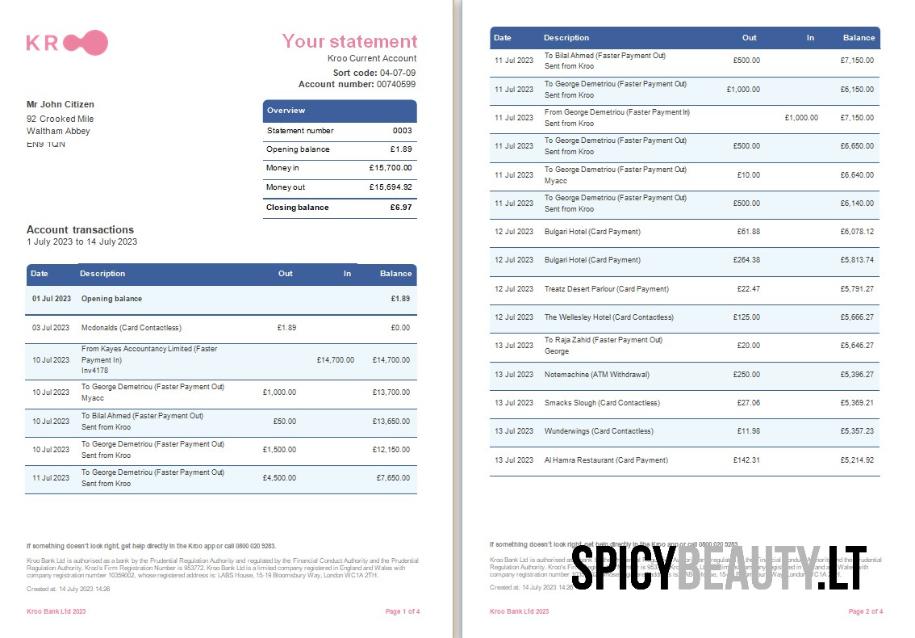 KR
Your statement
Kroo Current Account
Sort code: 04-07-09
Account number: 00740599
Mr John Citizen
92 Crooked Mile
Waltham Abbey
EN9 1QN
Overview
Statement number 0003
Opening balance £1.89
Money in £15,700.00
Money out £15,694.92
Closing balance £6.97
Account transactions
1 July 2023 to 14 July 2023
Date Description Out In Balance
01 Jul 2023 Opening balance £1.89
03 Jul 2023 Mcdonalds (Card Contactless) £1.89 £0.00
From Kayes Accountancy Limited (Faster
10 Jul 2023 Payment In) £14,700.00 £14,700.00
Inv4178
10 Jul 2023 To George Demetriou (Faster Payment Out) £1,000.00 £13,700.00
Myacc
10 Jul 2023 To Bilal Ahmed (Faster Payment Out) £50.00 £13,650.00
Sent from Kroo
10 Jul 2023 To George Demetriou (Faster Payment Out) £1,500.00 £12,150.00
Sent from Kroo
11 Jul 2023 To George Demetriou (Faster Payment Out) £4,500.00 £7,650.00
Sent from Kroo
If something doesn't look right, get help directly in the Kroo app or call 0800 020 9283.
Kroo Bank Ltd is authorised as a bank by the Prudential Regulation Authority and regulated by the Financial Conduct Authority and the Prudential
Regulation Authority. Kroo's Firm Registration Number is 953772. Kroo Bank Ltd is a limited company registered in England and Wales with
company registration number 10359002, whose registered address is: LABS House, 15-19 Bloomsbury Way, London WC1A 2TH.
Created at: 14 July 2023 14:26
Kroo Bank Ltd 2023 Page 1 of 4
Date Description Out In Balance
11 Jul 2023 To Bilal Ahmed (Faster Payment Out) £500.00 £7,150.00
Sent from Kroo
11 Jul 2023 To George Demetriou (Faster Payment Out) £1,000.00 £6,150.00
Sent from Kroo
11 Jul 2023 From George Demetriou (Faster Payment In) £1,000.00 £7,150.00
Sent from Kroo
11 Jul 2023 To George Demetriou (Faster Payment Out) £500.00 £6,650.00
Sent from Kroo
11 Jul 2023 To George Demetriou (Faster Payment Out) £10.00 £6,640.00
Myacc
11 Jul 2023 To George Demetriou (Faster Payment Out) £500.00 £6,140.00
Sent from Kroo
12 Jul 2023 Bulgari Hotel (Card Payment) £61.88 £6,078.12
12 Jul 2023 Bulgari Hotel (Card Payment) £264.38 £5,813.74
12 Jul 2023 Treatz Desert Parlour (Card Payment) £22.47 £5,791.27
12 Jul 2023 The Wellesley Hotel (Card Payment) £125.00 £5,666.27
13 Jul 2023 To Raja Zahid (Faster Payment Out) £20.00 £5,646.27
George
13 Jul 2023 Notemachine (ATM Withdrawal) £250.00 £5,396.27
13 Jul 2023 Smacks Slough (Card Contactless) £27.06 £5,369.21
13 Jul 2023 Wunderwings (Card Contactless) £11.98 £5,357.23
13 Jul 2023 Al Hamra Restaurant (Card Payment) £142.31 £5,214.92
If something doesn't look right, get help directly in the Kroo app or call 0800 020 9283.
Kroo Bank Ltd is authorised as
Regulation Authority. Kroo's Firm Registration Number is
company registration number 10359002, whose registered
Created at: 14 July 2023 14:26
SPICYBEAUTY.LT
Kroo Bank Ltd 2023 Page 2 of 4